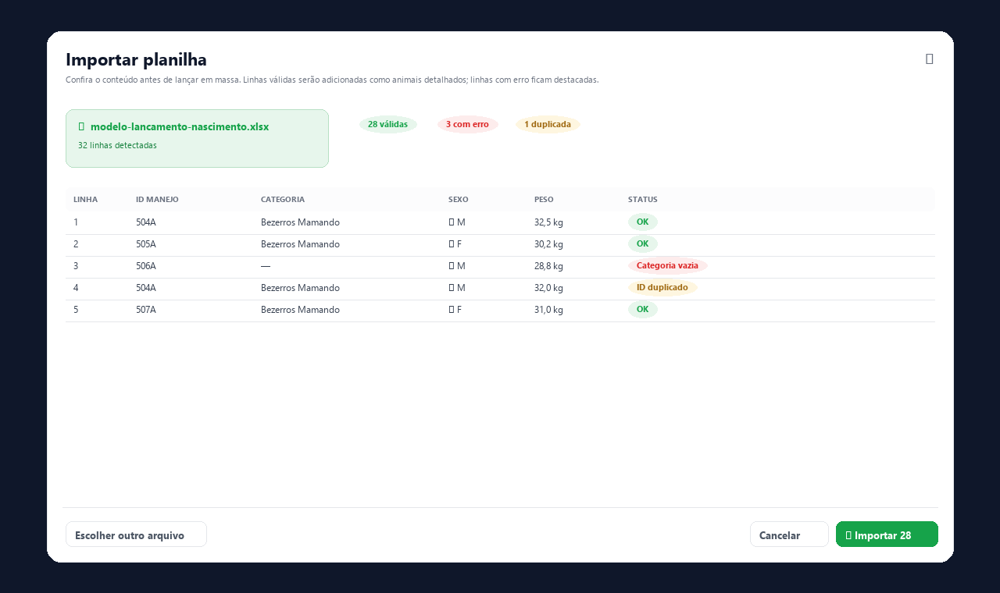 Importar planilha
Confira o conteúdo antes de lançar em massa. Linhas válidas serão adicionadas como animais detalhados; linhas com erro ficam destacadas.
modelo-lancamento-nascimento.xlsx
32 linhas detectadas
28 válidas 3 com erro 1 duplicada
LINHA ID MANEJO CATEGORIA SEXO PESO STATUS
1 504A Bezerros Mamando M 32,5 kg OK
2 505A Bezerros Mamando F 30,2 kg OK
3 506A — M 28,8 kg Categoria vazia
4 504A Bezerros Mamando M 32,0 kg ID duplicado
5 507A Bezerros Mamando F 31,0 kg OK
Escolher outro arquivo Cancelar Importar 28